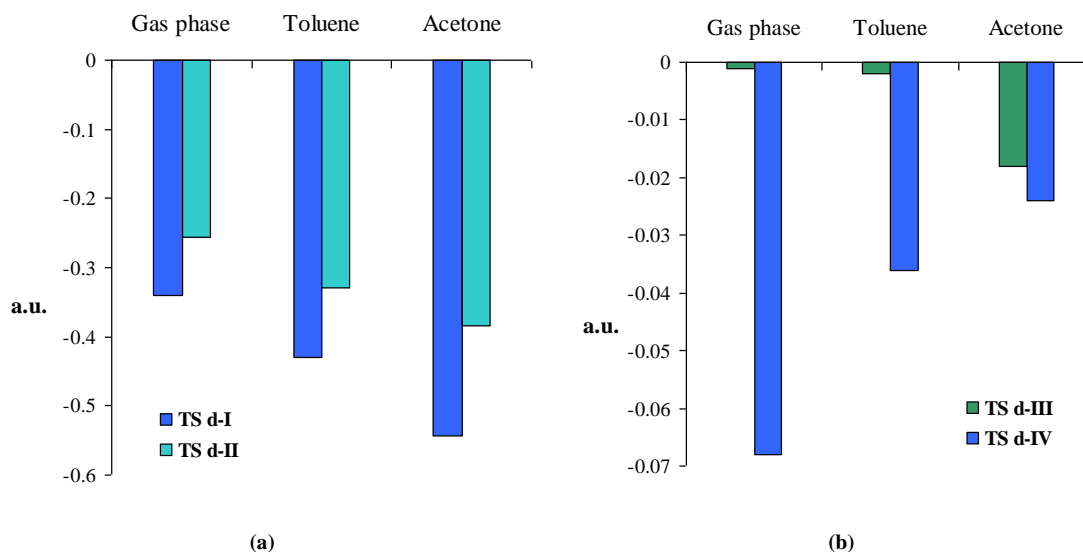 Gas phase Toluene Acetone
0
-0.1
-0.2
-0.3
-0.4
-0.5
-0.6
a.u.
TS d-I
TS d-II
(a)
Gas phase Toluene Acetone
0
-0.01
-0.02
-0.03
-0.04
-0.05
-0.06
-0.07
a.u.
TS d-III
TS d-IV
(b)